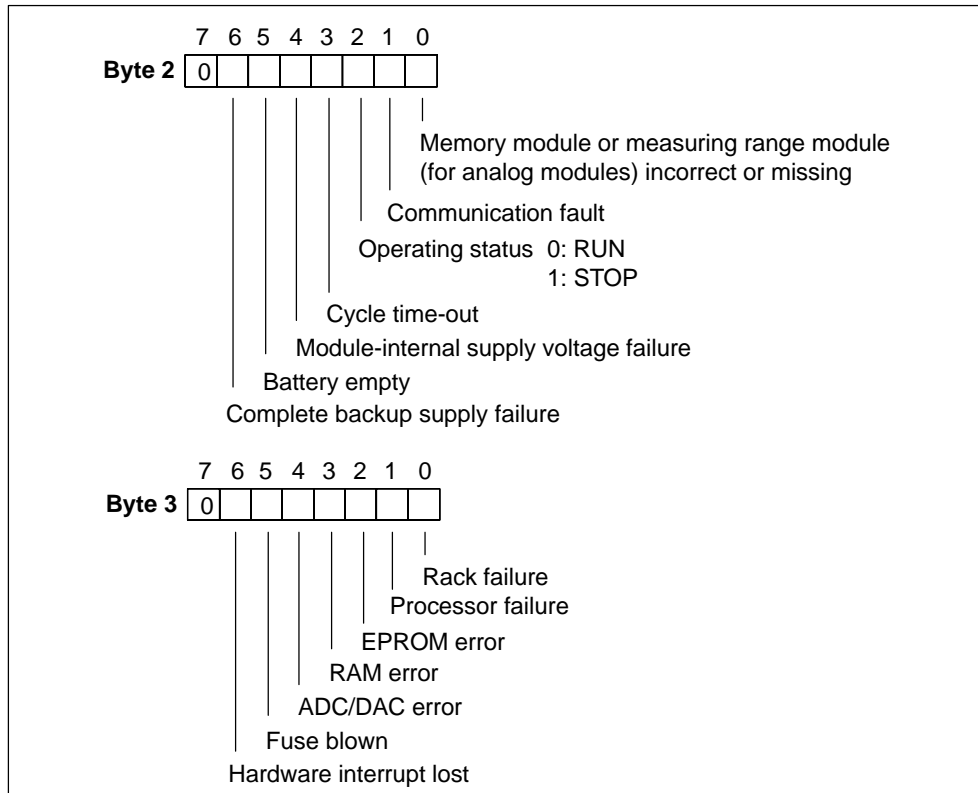 7 6 5 4 3 2 1 0
Byte 2 0
Memory module or measuring range module
(for analog modules) incorrect or missing
Communication fault
Operating status 0: RUN
1: STOP
Cycle time-out
Module-internal supply voltage failure
Battery empty
Complete backup supply failure
7 6 5 4 3 2 1 0
Byte 3 0
Rack failure
Processor failure
EPROM error
RAM error
ADC/DAC error
Fuse blown
Hardware interrupt lost